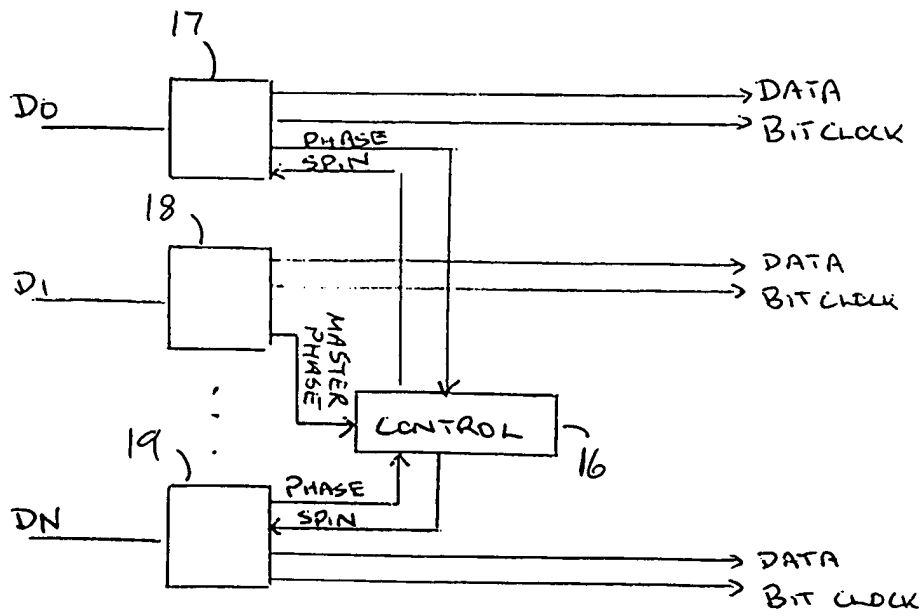 17
D0
DATA
BIT CLOCK
PHASE
SPIN
18
D1
DATA
BIT CLOCK
MASTER
PHASE
CONTROL
16
19
DN
PHASE
SPIN
DATA
BIT CLOCK